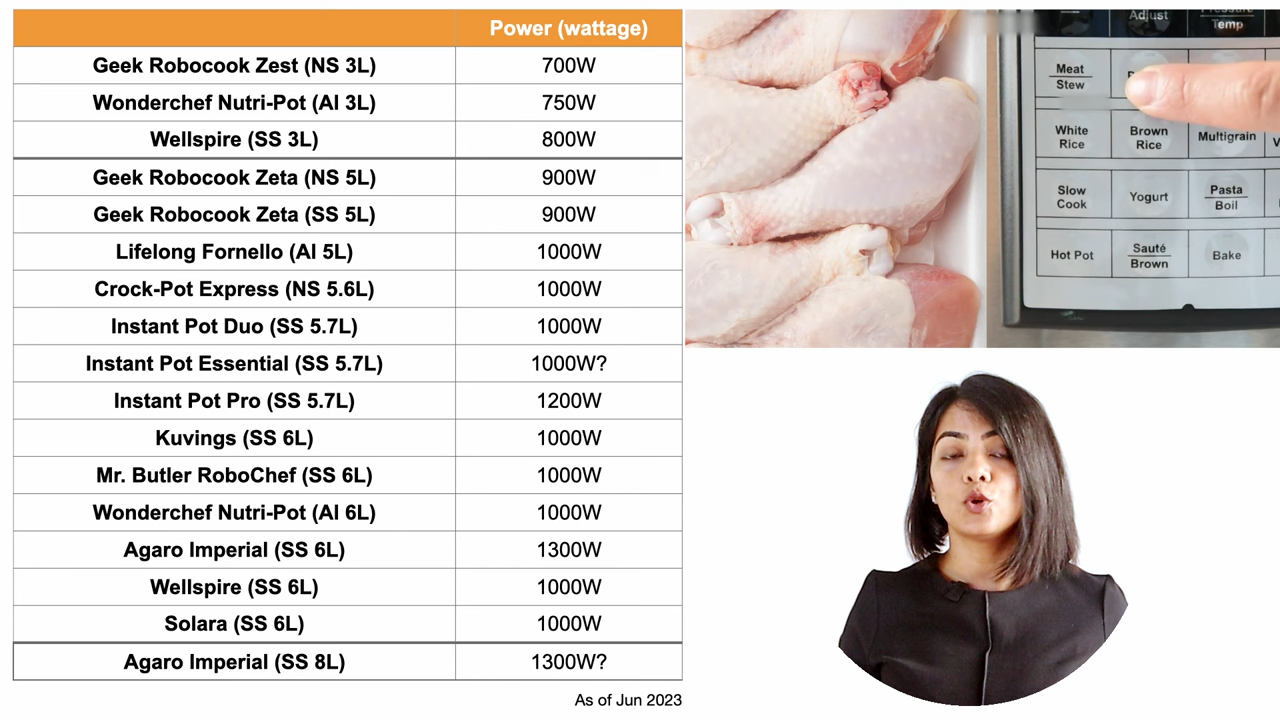 Power (wattage)
Geek Robocook Zest (NS 3L) 700W
Wonderchef Nutri-Pot (Al 3L) 750W
Wellspire (SS 3L) 800W
Geek Robocook Zeta (NS 5L) 900W
Geek Robocook Zeta (SS 5L) 900W
Lifelong Fornello (Al 5L) 1000W
Crock-Pot Express (NS 5.6L) 1000W
Instant Pot Duo (SS 5.7L) 1000W
Instant Pot Essential (SS 5.7L) 1000W?
Instant Pot Pro (SS 5.7L) 1200W
Kuvings (SS 6L) 1000W
Mr. Butler RoboChef (SS 6L) 1000W
Wonderchef Nutri-Pot (Al 6L) 1000W
Agaro Imperial (SS 6L) 1300W
Wellspire (SS 6L) 1000W
Solara (SS 6L) 1000W
Agaro Imperial (SS 8L) 1300W?
As of Jun 2023
Adjust
Pressure
Temp
Meat
Stew
White
Rice
Brown
Rice
Multigrain
Slow
Cook
Yogurt
Pasta
Boil
Hot Pot
Sauté
Brown
Bake